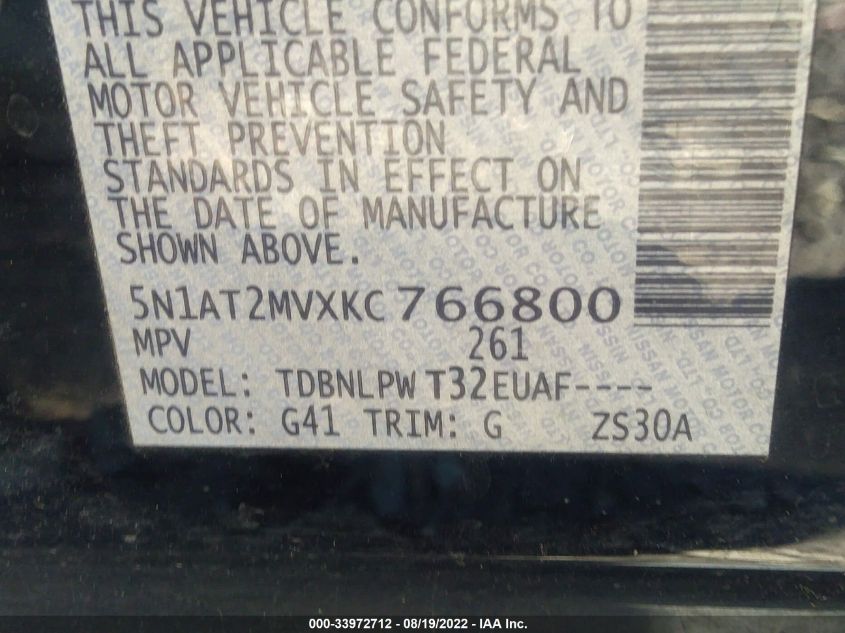 THIS VEHICLE CONFORMS TO
ALL APPLICABLE FEDERAL
MOTOR VEHICLE SAFETY AND
THEFT PREVENTION
STANDARDS IN EFFECT ON
THE DATE OF MANUFACTURE
SHOWN ABOVE.
5N1AT2MVXKC 766800
MPV 261
MODEL: TDBNLPW T32EUAF----
COLOR: G41 TRIM: G ZS30A
000-33972712 - 08/19/2022 - IAA Inc.